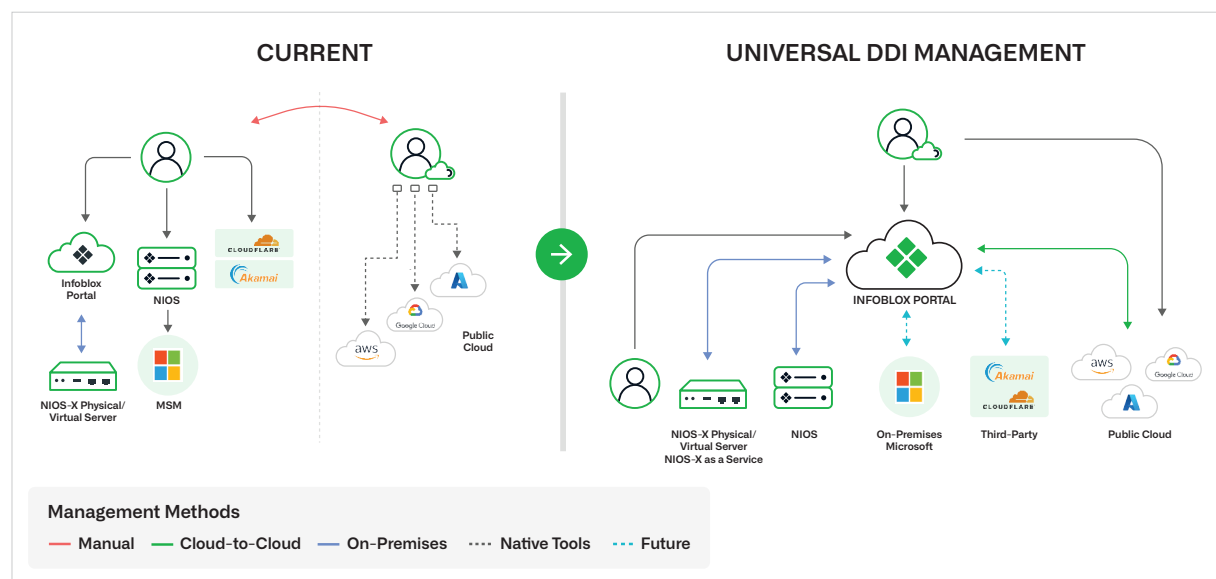 CURRENT
UNIVERSAL DDI MANAGEMENT
CLOUDFLARE
Akamai
Infoblox
Portal
NIOS
Google Cloud
aws
Public
Cloud
NIOS-X Physical/
Virtual Server
MSM
INFOBLOX PORTAL
aws
Google Cloud
Akamai
CLOUDFLARE
NIOS-X Physical/
Virtual Server
NIOS-X as a Service
NIOS
On-Premises
Microsoft
Third-Party
Public Cloud
Management Methods
Manual
Cloud-to-Cloud
On-Premises
Native Tools
Future